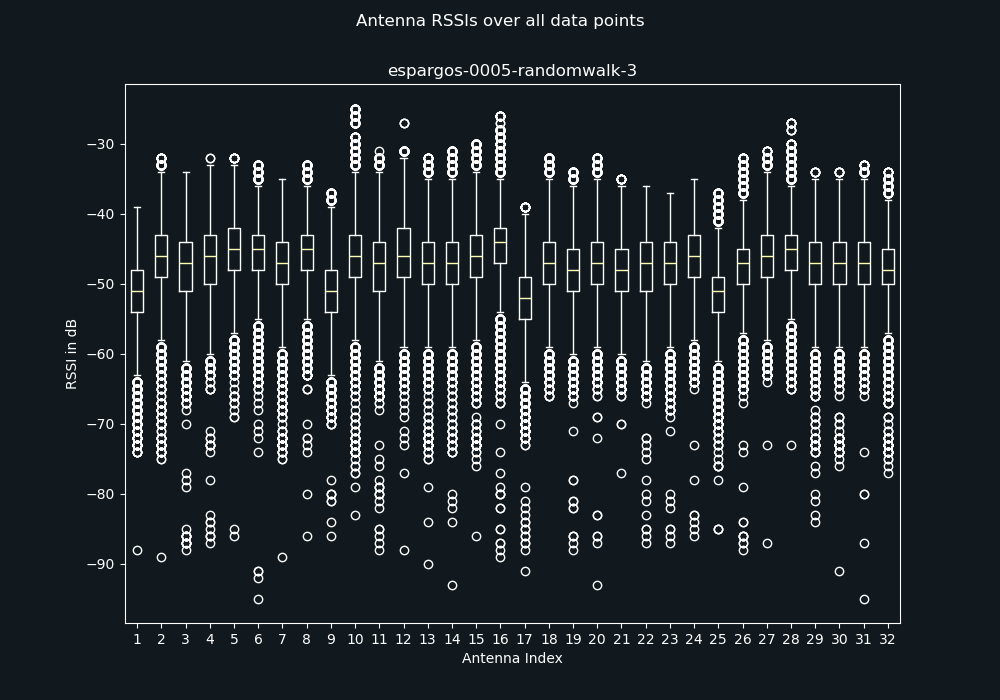 Antenna RSSIs over all data points
espargos-0005-randomwalk-3
−30
−40
−50
−60
−70
−80
−90
RSSI in dB
1 2 3 4 5 6 7 8 9 10 11 12 13 14 15 16 17 18 19 20 21 22 23 24 25 26 27 28 29 30 31 32
Antenna Index